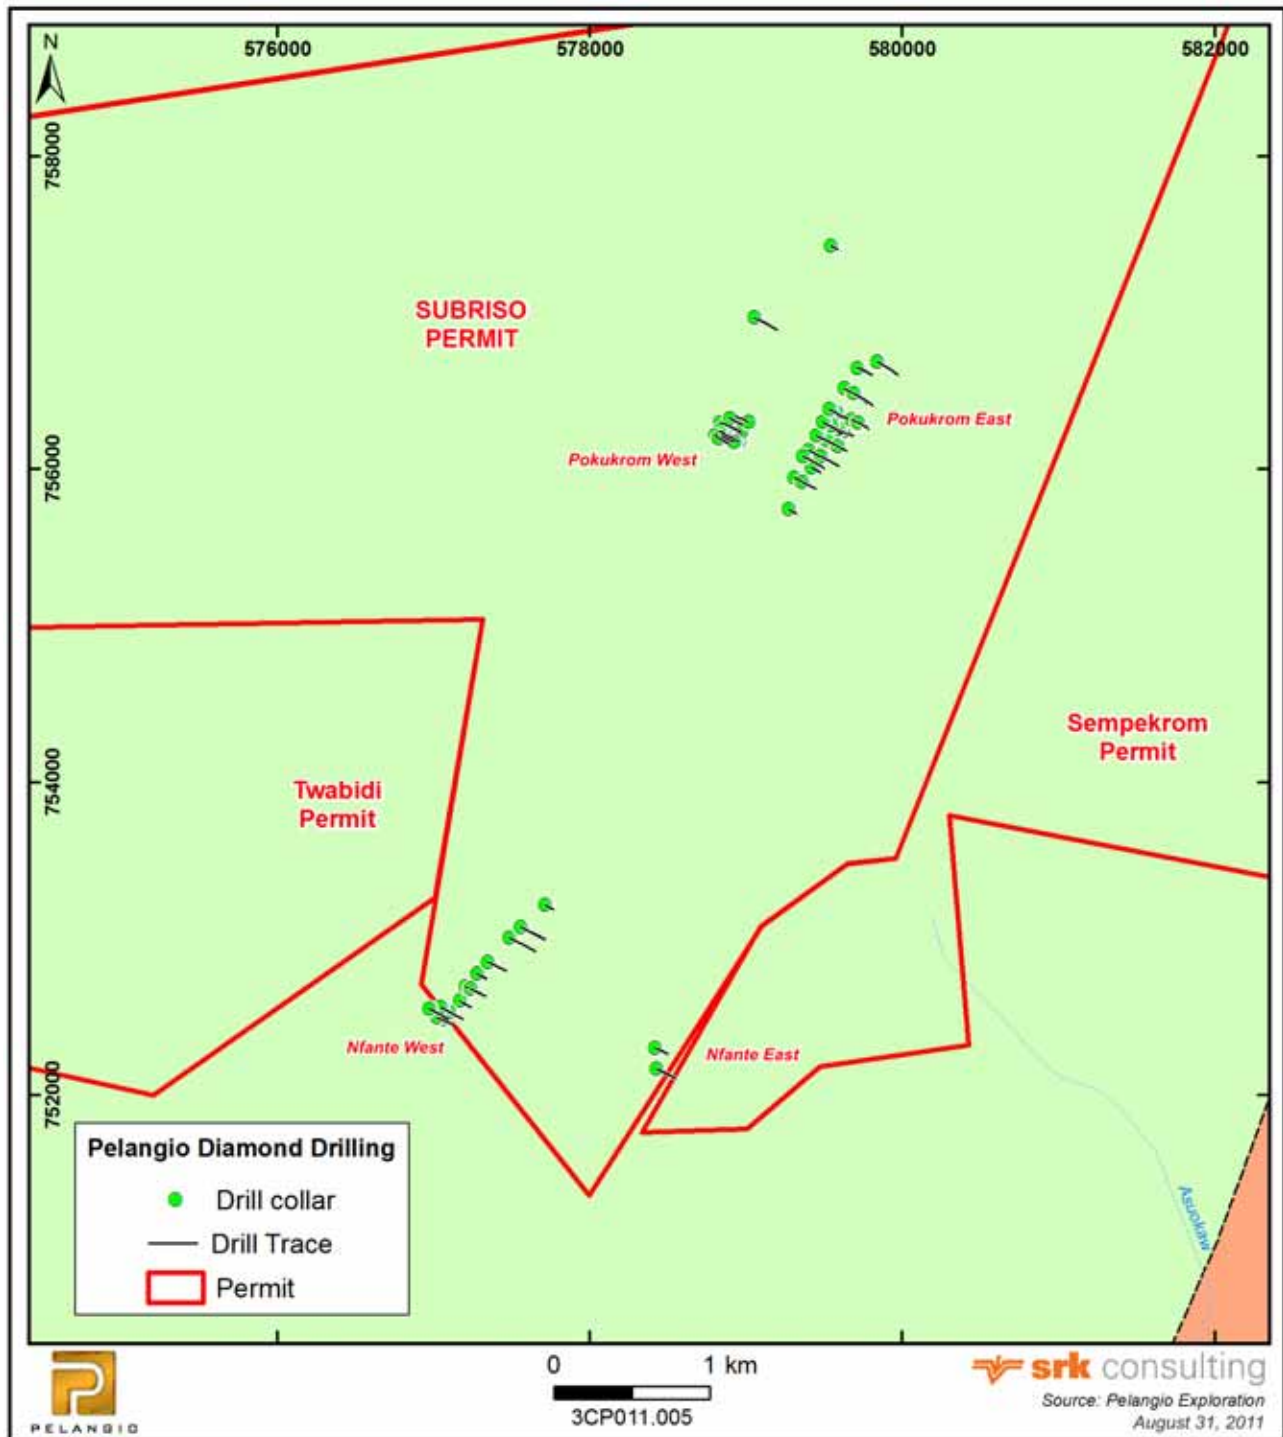 N
576000
578000
580000
582000
758000
SUBRISO
PERMIT
Pokukrom East
Pokukrom West
756000
Sempekrom
Permit
754000
Twabidi
Permit
Nfante West
Nfante East
752000
Pelangio Diamond Drilling
Drill collar
Drill Trace
Permit
Asuokaw
PELANGIO
0 1 km
3CP011.005
srk consulting
Source: Pelangio Exploration
August 31, 2011